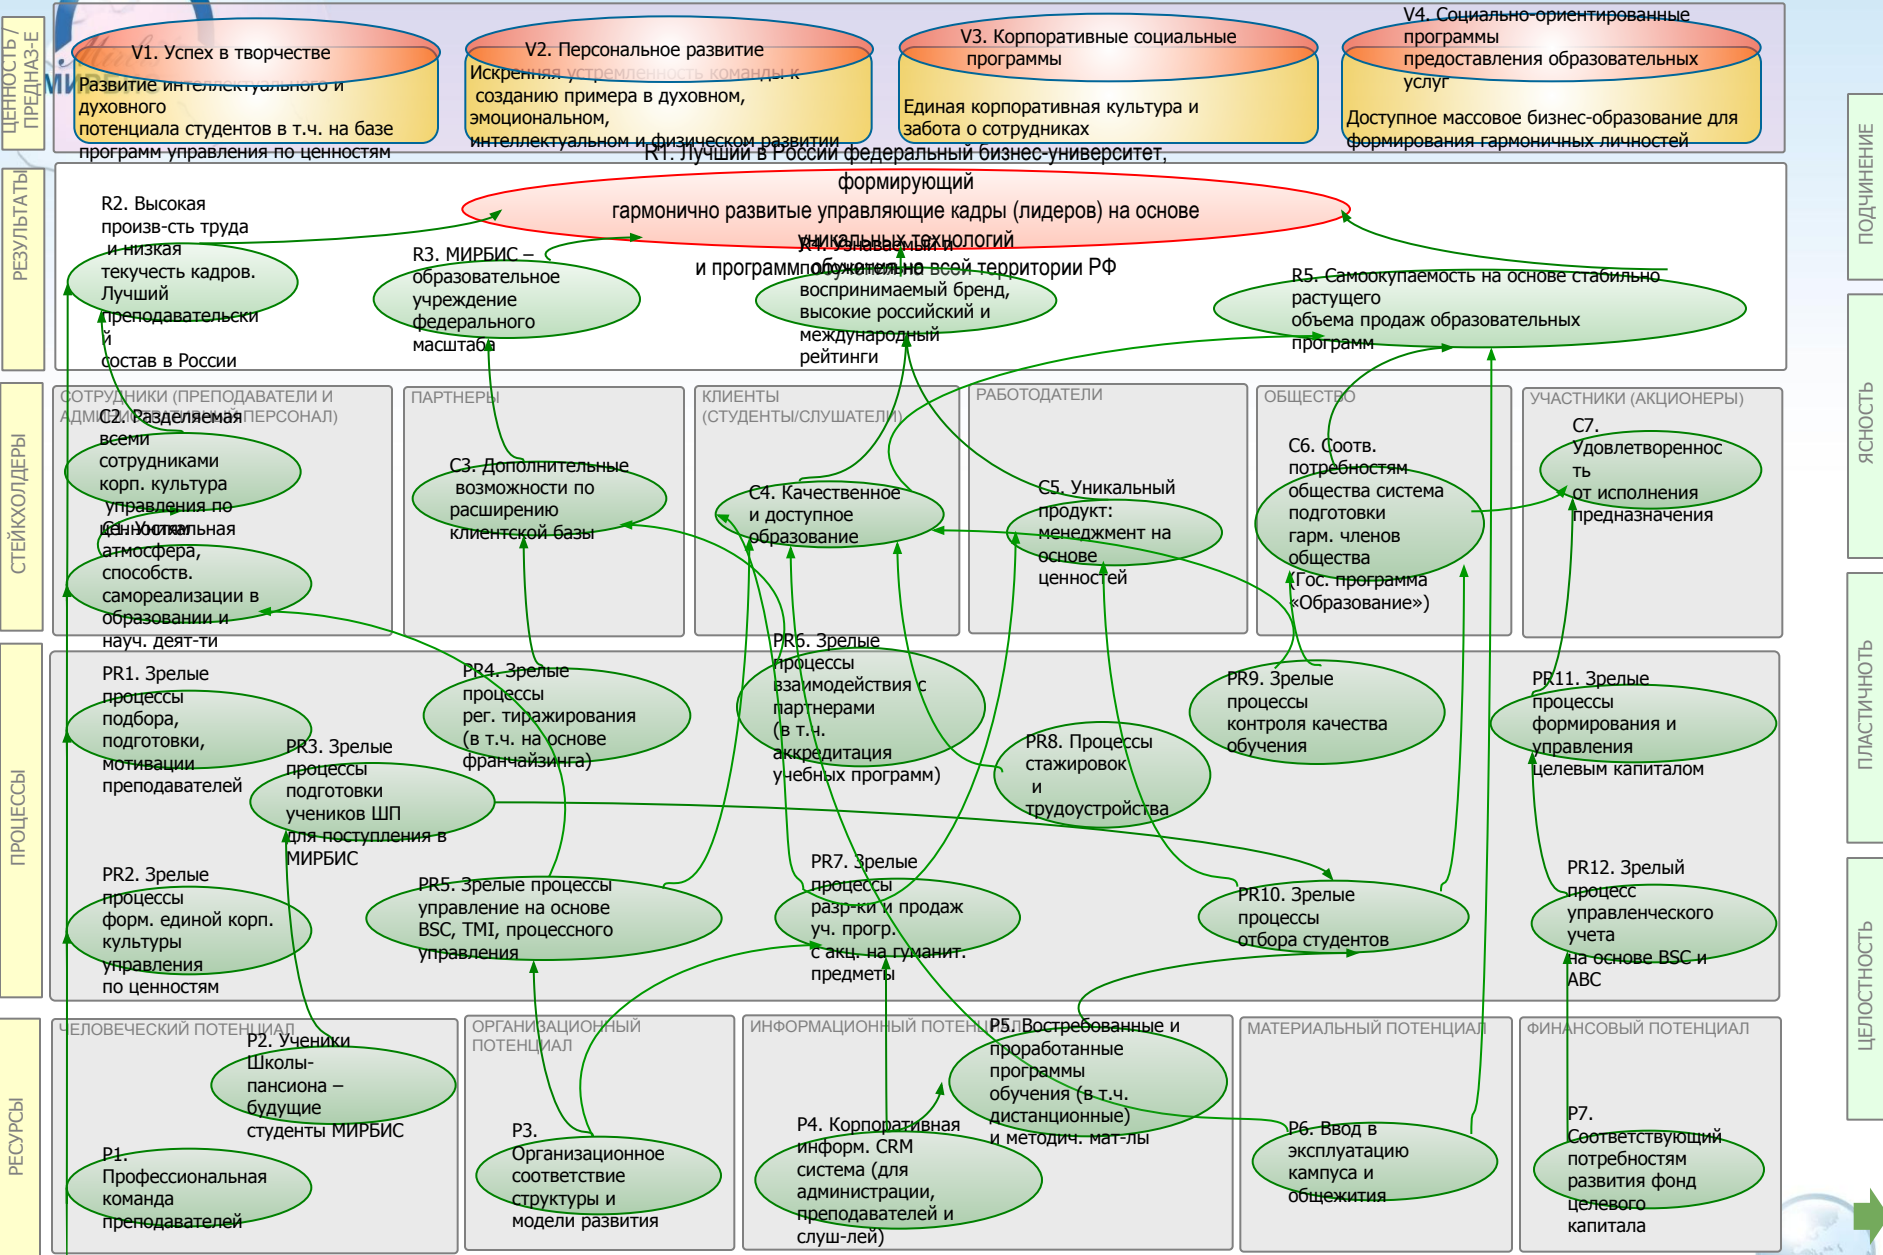 ЦЕННОСТЬ /
ПРЕДНАЗ-Е
МИРБИС
V1. Успех в творчестве
Развитие интеллектуального и
духовного
потенциала студентов в т.ч. на базе
программ управления по ценностям
V2. Персональное развитие
Искренняя устремленность команды к
созданию примера в духовном,
эмоциональном,
интеллектуальном и физическом развитии
V3. Корпоративные социальные
программы
Единая корпоративная культура и
забота о сотрудниках
V4. Социально-ориентированные
программы
предоставления образовательных
услуг
Доступное массовое бизнес-образование для
формирования гармоничных личностей
РЕЗУЛЬТАТЫ
R1. Лучший в России федеральный бизнес-университет,
формирующий
гармонично развитые управляющие кадры (лидеров) на основе
уникальных технологий
и программ обучения на всей территории РФ
R2. Высокая
произв-сть труда
и низкая
текучесть кадров.
Лучший
преподавательски
й
состав в России
R3. МИРБИС –
образовательное
учреждение
федерального
масштаба
R4. Узнаваемый и
положительно
воспринимаемый бренд,
высокие российский и
международный
рейтинги
R5. Самоокупаемость на основе стабильно
растущего
объема продаж образовательных
программ
СТЕЙКХОЛДЕРЫ
СОТРУДНИКИ (ПРЕПОДАВАТЕЛИ И
АДМИНИСТРАТИВНЫЙ ПЕРСОНАЛ)
C2. Разделяемая
всеми
сотрудниками
корп. культура
управления по
ценностям
C1. Уникальная
атмосфера,
способств.
самореализации в
образовании и
науч. деят-ти
ПАРТНЕРЫ
C3. Дополнительные
возможности по
расширению
клиентской базы
КЛИЕНТЫ
(СТУДЕНТЫ/СЛУШАТЕЛИ)
C4. Качественное
и доступное
образование
РАБОТОДАТЕЛИ
C5. Уникальный
продукт:
менеджмент на
основе
ценностей
ОБЩЕСТВО
C6. Соотв.
потребностям
общества система
подготовки
гарм. членов
общества
(Гос. программа
«Образование»)
УЧАСТНИКИ (АКЦИОНЕРЫ)
C7.
Удовлетвореннос
ть
от исполнения
предназначения
ПРОЦЕССЫ
PR1. Зрелые
процессы
подбора,
подготовки,
мотивации
преподавателей
PR2. Зрелые
процессы
форм. единой корп.
культуры
управления
по ценностям
PR3. Зрелые
процессы
подготовки
учеников ШП
для поступления в
МИРБИС
PR4. Зрелые
процессы
рег. тиражирования
(в т.ч. на основе
франчайзинга)
PR5. Зрелые процессы
управление на основе
BSC, TMI, процессного
управления
PR6. Зрелые
процессы
взаимодействия с
партнерами
(в т.ч.
аккредитация
учебных программ)
PR7. Зрелые
процессы
разр-ки и продаж
уч. прогр.
с акц. на гуманит.
предметы
PR8. Процессы
стажировок
и
трудоустройства
PR9. Зрелые
процессы
контроля качества
обучения
PR10. Зрелые
процессы
отбора студентов
PR11. Зрелые
процессы
формирования и
управления
целевым капиталом
PR12. Зрелый
процесс
управленческого
учета
на основе BSC и
ABC
РЕСУРСЫ
ЧЕЛОВЕЧЕСКИЙ ПОТЕНЦИАЛ
P2. Ученики
Школы-
пансиона –
будущие
студенты МИРБИС
P1.
Профессиональная
команда
преподавателей
ОРГАНИЗАЦИОННЫЙ
ПОТЕНЦИАЛ
P3.
Организационное
соответствие
структуры и
модели развития
ИНФОРМАЦИОННЫЙ ПОТЕНЦИАЛ
P5. Востребованные и
проработанные
программы
обучения (в т.ч.
дистанционные)
и методич. мат-лы
P4. Корпоративная
информ. CRM
система (для
администрации,
преподавателей и
слуш-лей)
МАТЕРИАЛЬНЫЙ ПОТЕНЦИАЛ
P6. Ввод в
эксплуатацию
кампуса и
общежития
ФИНАНСОВЫЙ ПОТЕНЦИАЛ
P7.
Соответствующий
потребностям
развития фонд
целевого
капитала
ПОДЧИНЕНИЕ
ЯСНОСТЬ
ПЛАСТИЧНОТЬ
ЦЕЛОСТНОСТЬ